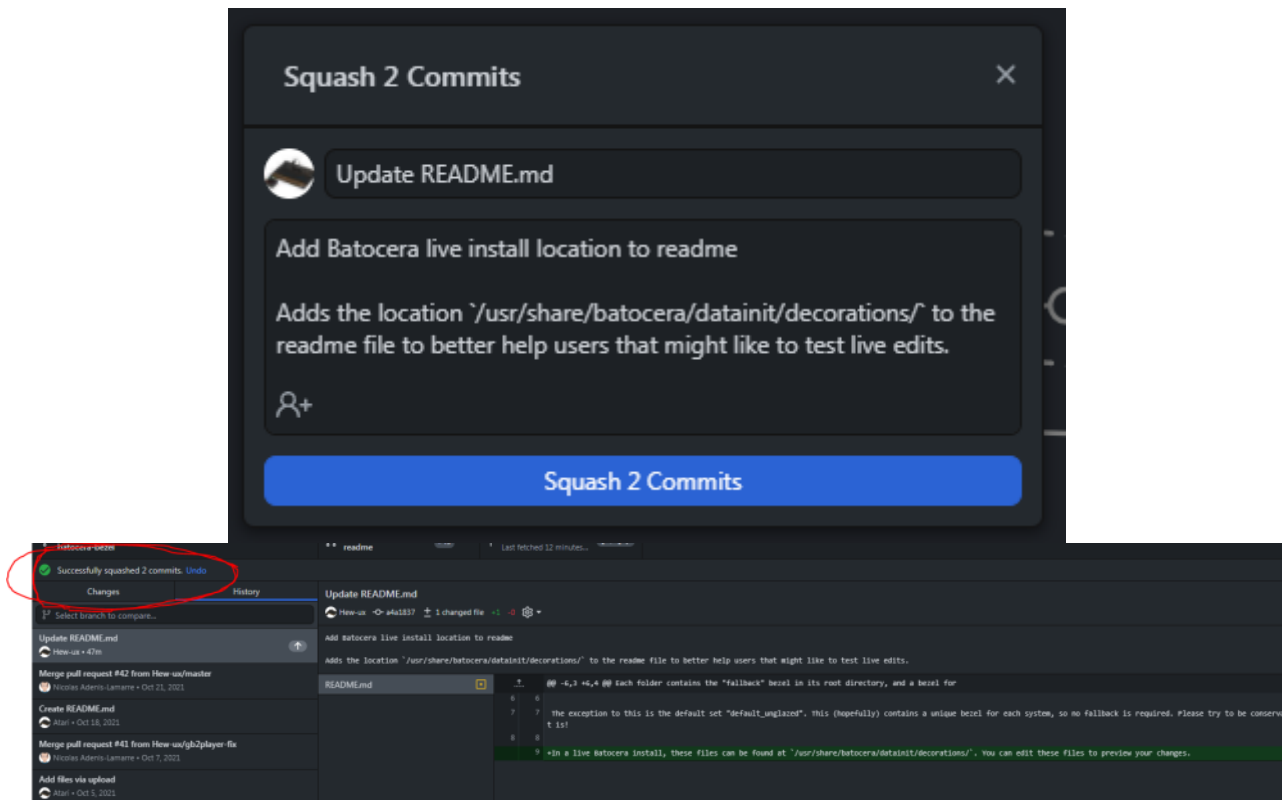 Squash 2 Commits
Update README.md
Add Batocera live install location to readme
Adds the location `/usr/share/batocera/datainit/decorations/` to the
readme file to better help users that might like to test live edits.
Squash 2 Commits
batocera-bezel
readme
Last fetched 12 minutes...
Successfully squashed 2 commits. Undo
Changes
History
Select branch to compare...
Update README.md
Hew-ux • 47m
Merge pull request #42 from Hew-ux/master
Nicolas Adenis-Lamarre • Oct 21, 2021
Create README.md
Atari • Oct 18, 2021
Merge pull request #41 from Hew-ux/gb2player-fix
Nicolas Adenis-Lamarre • Oct 7, 2021
Add files via upload
Atari • Oct 5, 2021
Update README.md
Hew-ux a4a1837 1 changed file +1 -0
Add Batocera live install location to readme
Adds the location `/usr/share/batocera/datainit/decorations/` to the readme file to better help users that might like to test live edits.
README.md
@@ -6,3 +6,4 @@ Each folder contains the "fallback" bezel in its root directory, and a bezel for
6 6
7 7 The exception to this is the default set "default_unglazed". This (hopefully) contains a unique bezel for each system, so no fallback is required. Please try to be conserva
t is!
8 8
9 +In a live Batocera install, these files can be found at `/usr/share/batocera/datainit/decorations/`. You can edit these files to preview your changes.